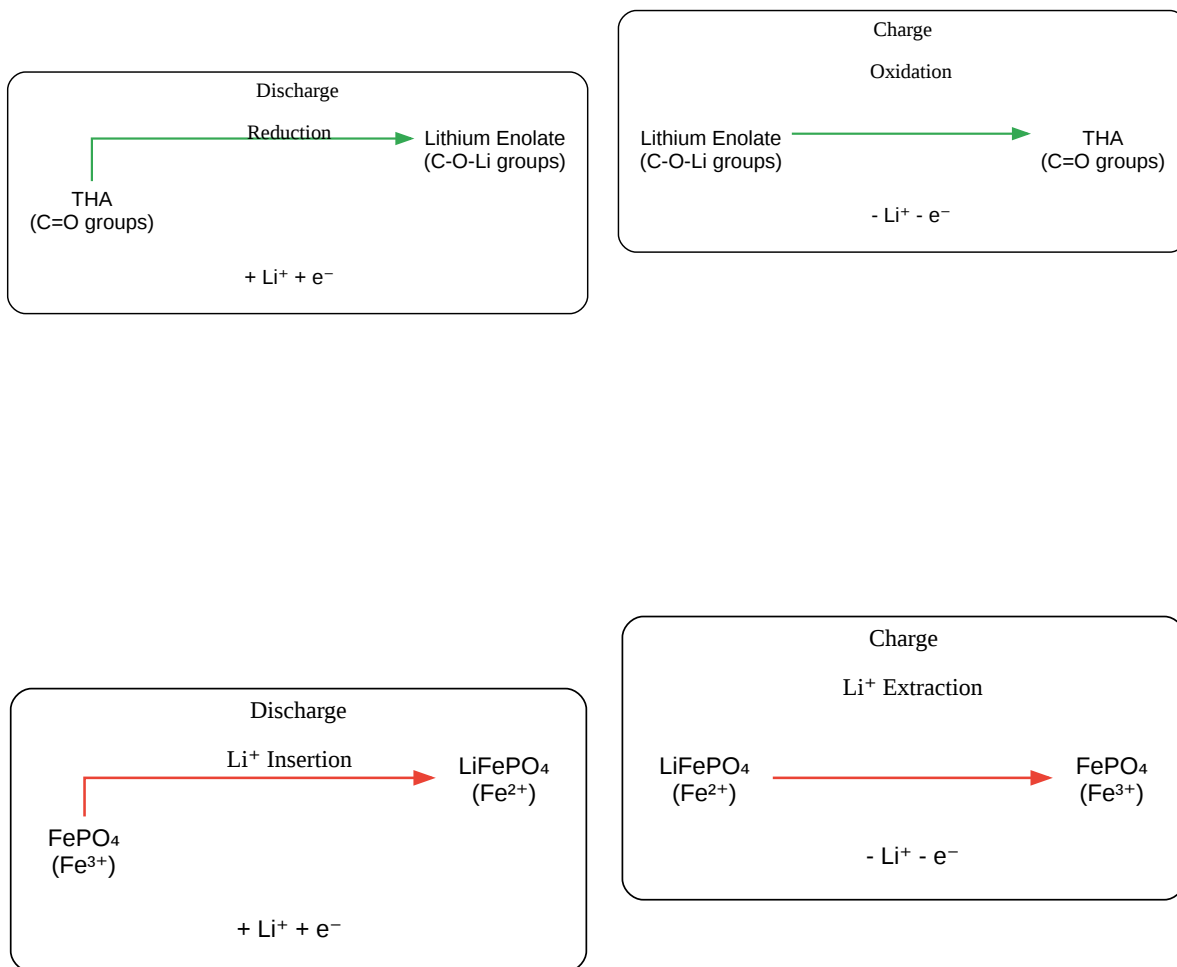 Discharge
Reduction
THA
(C=O groups)
Lithium Enolate
(C-O-Li groups)
+ Li⁺ + e⁻
Charge
Oxidation
Lithium Enolate
(C-O-Li groups)
THA
(C=O groups)
- Li⁺ - e⁻
Discharge
Li⁺ Insertion
FePO₄
(Fe³⁺)
LiFePO₄
(Fe²⁺)
+ Li⁺ + e⁻
Charge
Li⁺ Extraction
LiFePO₄
(Fe²⁺)
FePO₄
(Fe³⁺)
- Li⁺ - e⁻